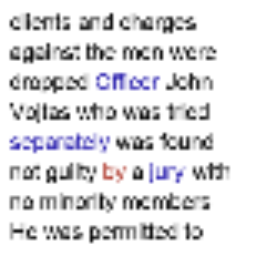 clients and charges
against the men were
dropped Officer John
Vojtas who was tried
separately was found
not guilty by a jury with
no minority members
He was permitted to